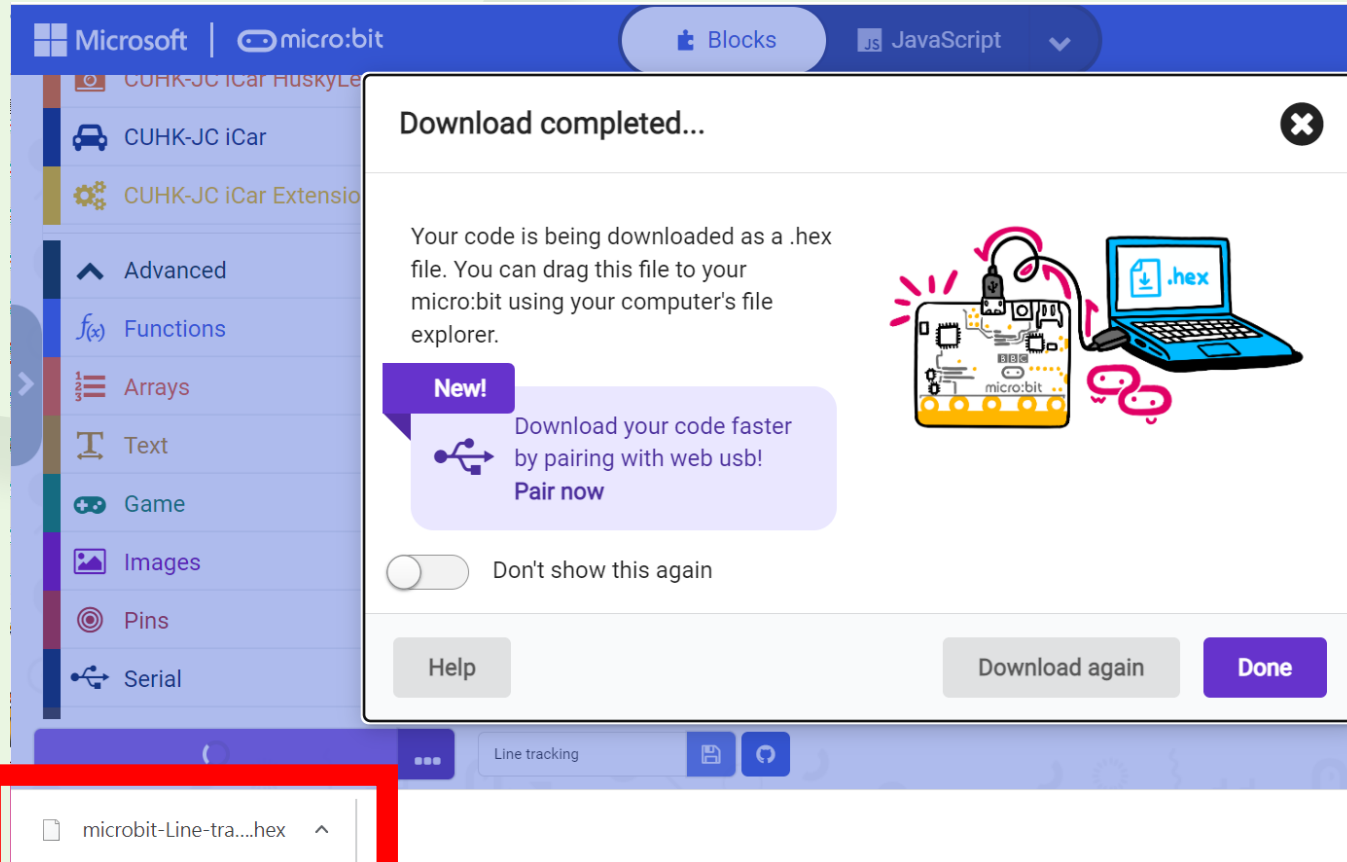 Microsoft micro:bit Blocks JS JavaScript
CUHK-JC iCar HuskyLe
CUHK-JC iCar
CUHK-JC iCar Extensio
Advanced
f(x) Functions
Arrays
Text
Game
Images
Pins
Serial
Download completed...
Your code is being downloaded as a .hex
file. You can drag this file to your
micro:bit using your computer's file
explorer.
New!
Download your code faster
by pairing with web usb!
Pair now
.hex
BBC
micro:bit
Don't show this again
Help Download again Done
Line tracking
microbit-Line-tra....hex